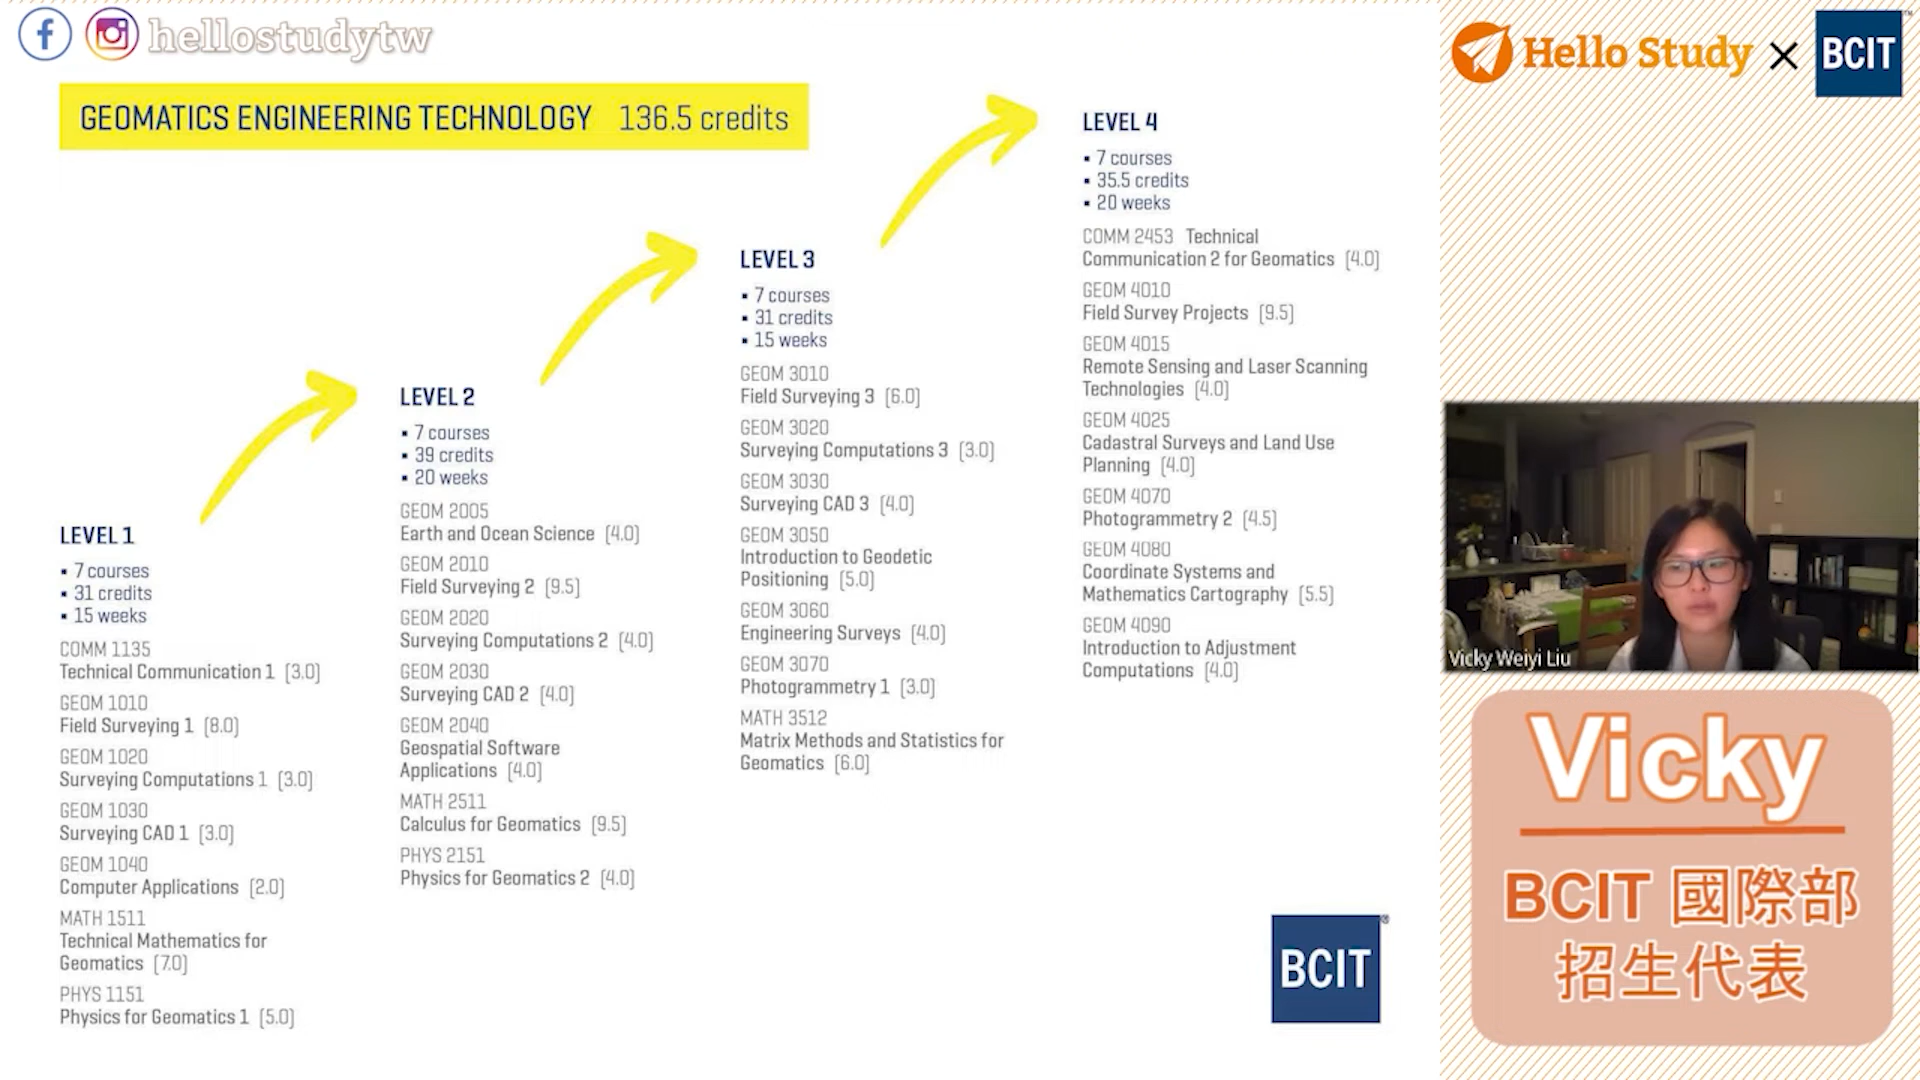 hellostudytw
Hello Study × BCIT
GEOMATICS ENGINEERING TECHNOLOGY 136.5 credits
LEVEL 1
▪ 7 courses
▪ 31 credits
▪ 15 weeks
COMM 1135
Technical Communication 1 (3.0)
GEOM 1010
Field Surveying 1 (8.0)
GEOM 1020
Surveying Computations 1 (3.0)
GEOM 1030
Surveying CAD 1 (3.0)
GEOM 1040
Computer Applications (2.0)
MATH 1511
Technical Mathematics for
Geomatics (7.0)
PHYS 1151
Physics for Geomatics 1 (5.0)
LEVEL 2
▪ 7 courses
▪ 39 credits
▪ 20 weeks
GEOM 2005
Earth and Ocean Science (4.0)
GEOM 2010
Field Surveying 2 (9.5)
GEOM 2020
Surveying Computations 2 (4.0)
GEOM 2030
Surveying CAD 2 (4.0)
GEOM 2040
Geospatial Software
Applications (4.0)
MATH 2511
Calculus for Geomatics (9.5)
PHYS 2151
Physics for Geomatics 2 (4.0)
LEVEL 3
▪ 7 courses
▪ 31 credits
▪ 15 weeks
GEOM 3010
Field Surveying 3 (6.0)
GEOM 3020
Surveying Computations 3 (3.0)
GEOM 3030
Surveying CAD 3 (4.0)
GEOM 3050
Introduction to Geodetic
Positioning (5.0)
GEOM 3060
Engineering Surveys (4.0)
GEOM 3070
Photogrammetry 1 (3.0)
MATH 3512
Matrix Methods and Statistics for
Geomatics (6.0)
LEVEL 4
▪ 7 courses
▪ 35.5 credits
▪ 20 weeks
COMM 2453 Technical
Communication 2 for Geomatics (4.0)
GEOM 4010
Field Survey Projects (9.5)
GEOM 4015
Remote Sensing and Laser Scanning
Technologies (4.0)
GEOM 4025
Cadastral Surveys and Land Use
Planning (4.0)
GEOM 4070
Photogrammetry 2 (4.5)
GEOM 4080
Coordinate Systems and
Mathematics Cartography (5.5)
GEOM 4090
Introduction to Adjustment
Computations (4.0)
BCIT
Vicky Weiyi Liu
Vicky
BCIT 國際部
招生代表